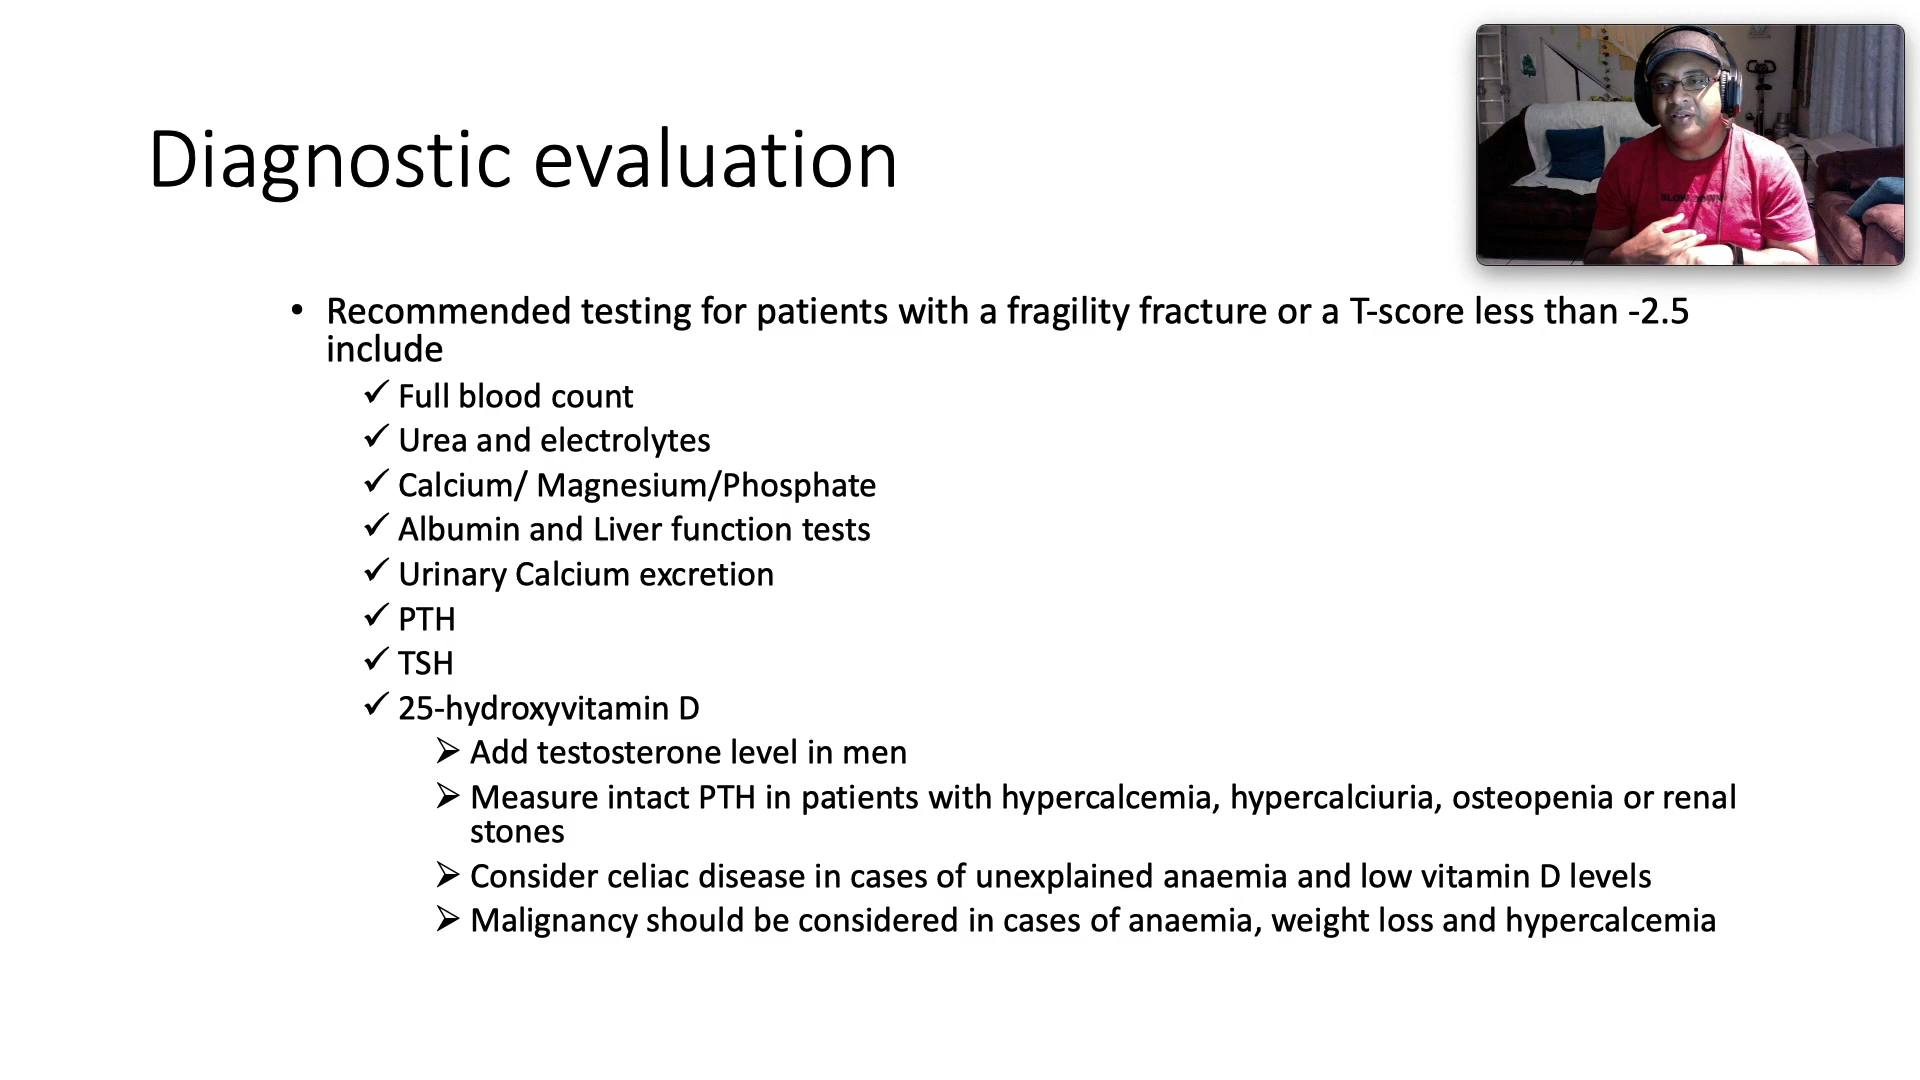 Diagnostic evaluation
• Recommended testing for patients with a fragility fracture or a T-score less than -2.5
include
✓ Full blood count
✓ Urea and electrolytes
✓ Calcium/ Magnesium/Phosphate
✓ Albumin and Liver function tests
✓ Urinary Calcium excretion
✓ PTH
✓ TSH
✓ 25-hydroxyvitamin D
➢ Add testosterone level in men
➢ Measure intact PTH in patients with hypercalcemia, hypercalciuria, osteopenia or renal
stones
➢ Consider celiac disease in cases of unexplained anaemia and low vitamin D levels
➢ Malignancy should be considered in cases of anaemia, weight loss and hypercalcemia